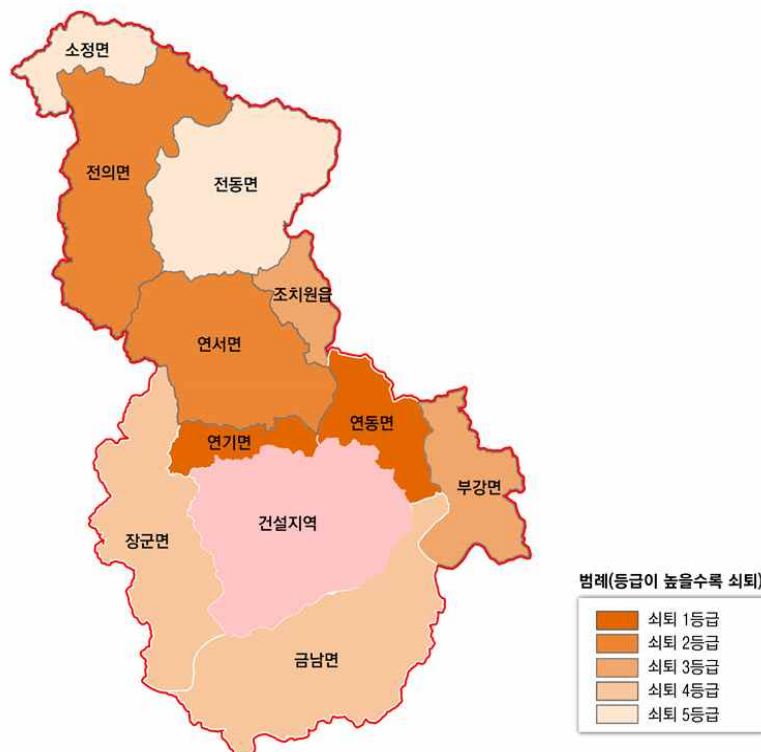 소정면
전의면
전동면
조치원읍
연서면
연기면
연동면
부강면
건설지역
장군면
금남면
범례(등급이 높을수록 쇠퇴)
쇠퇴 1등급
쇠퇴 2등급
쇠퇴 3등급
쇠퇴 4등급
쇠퇴 5등급